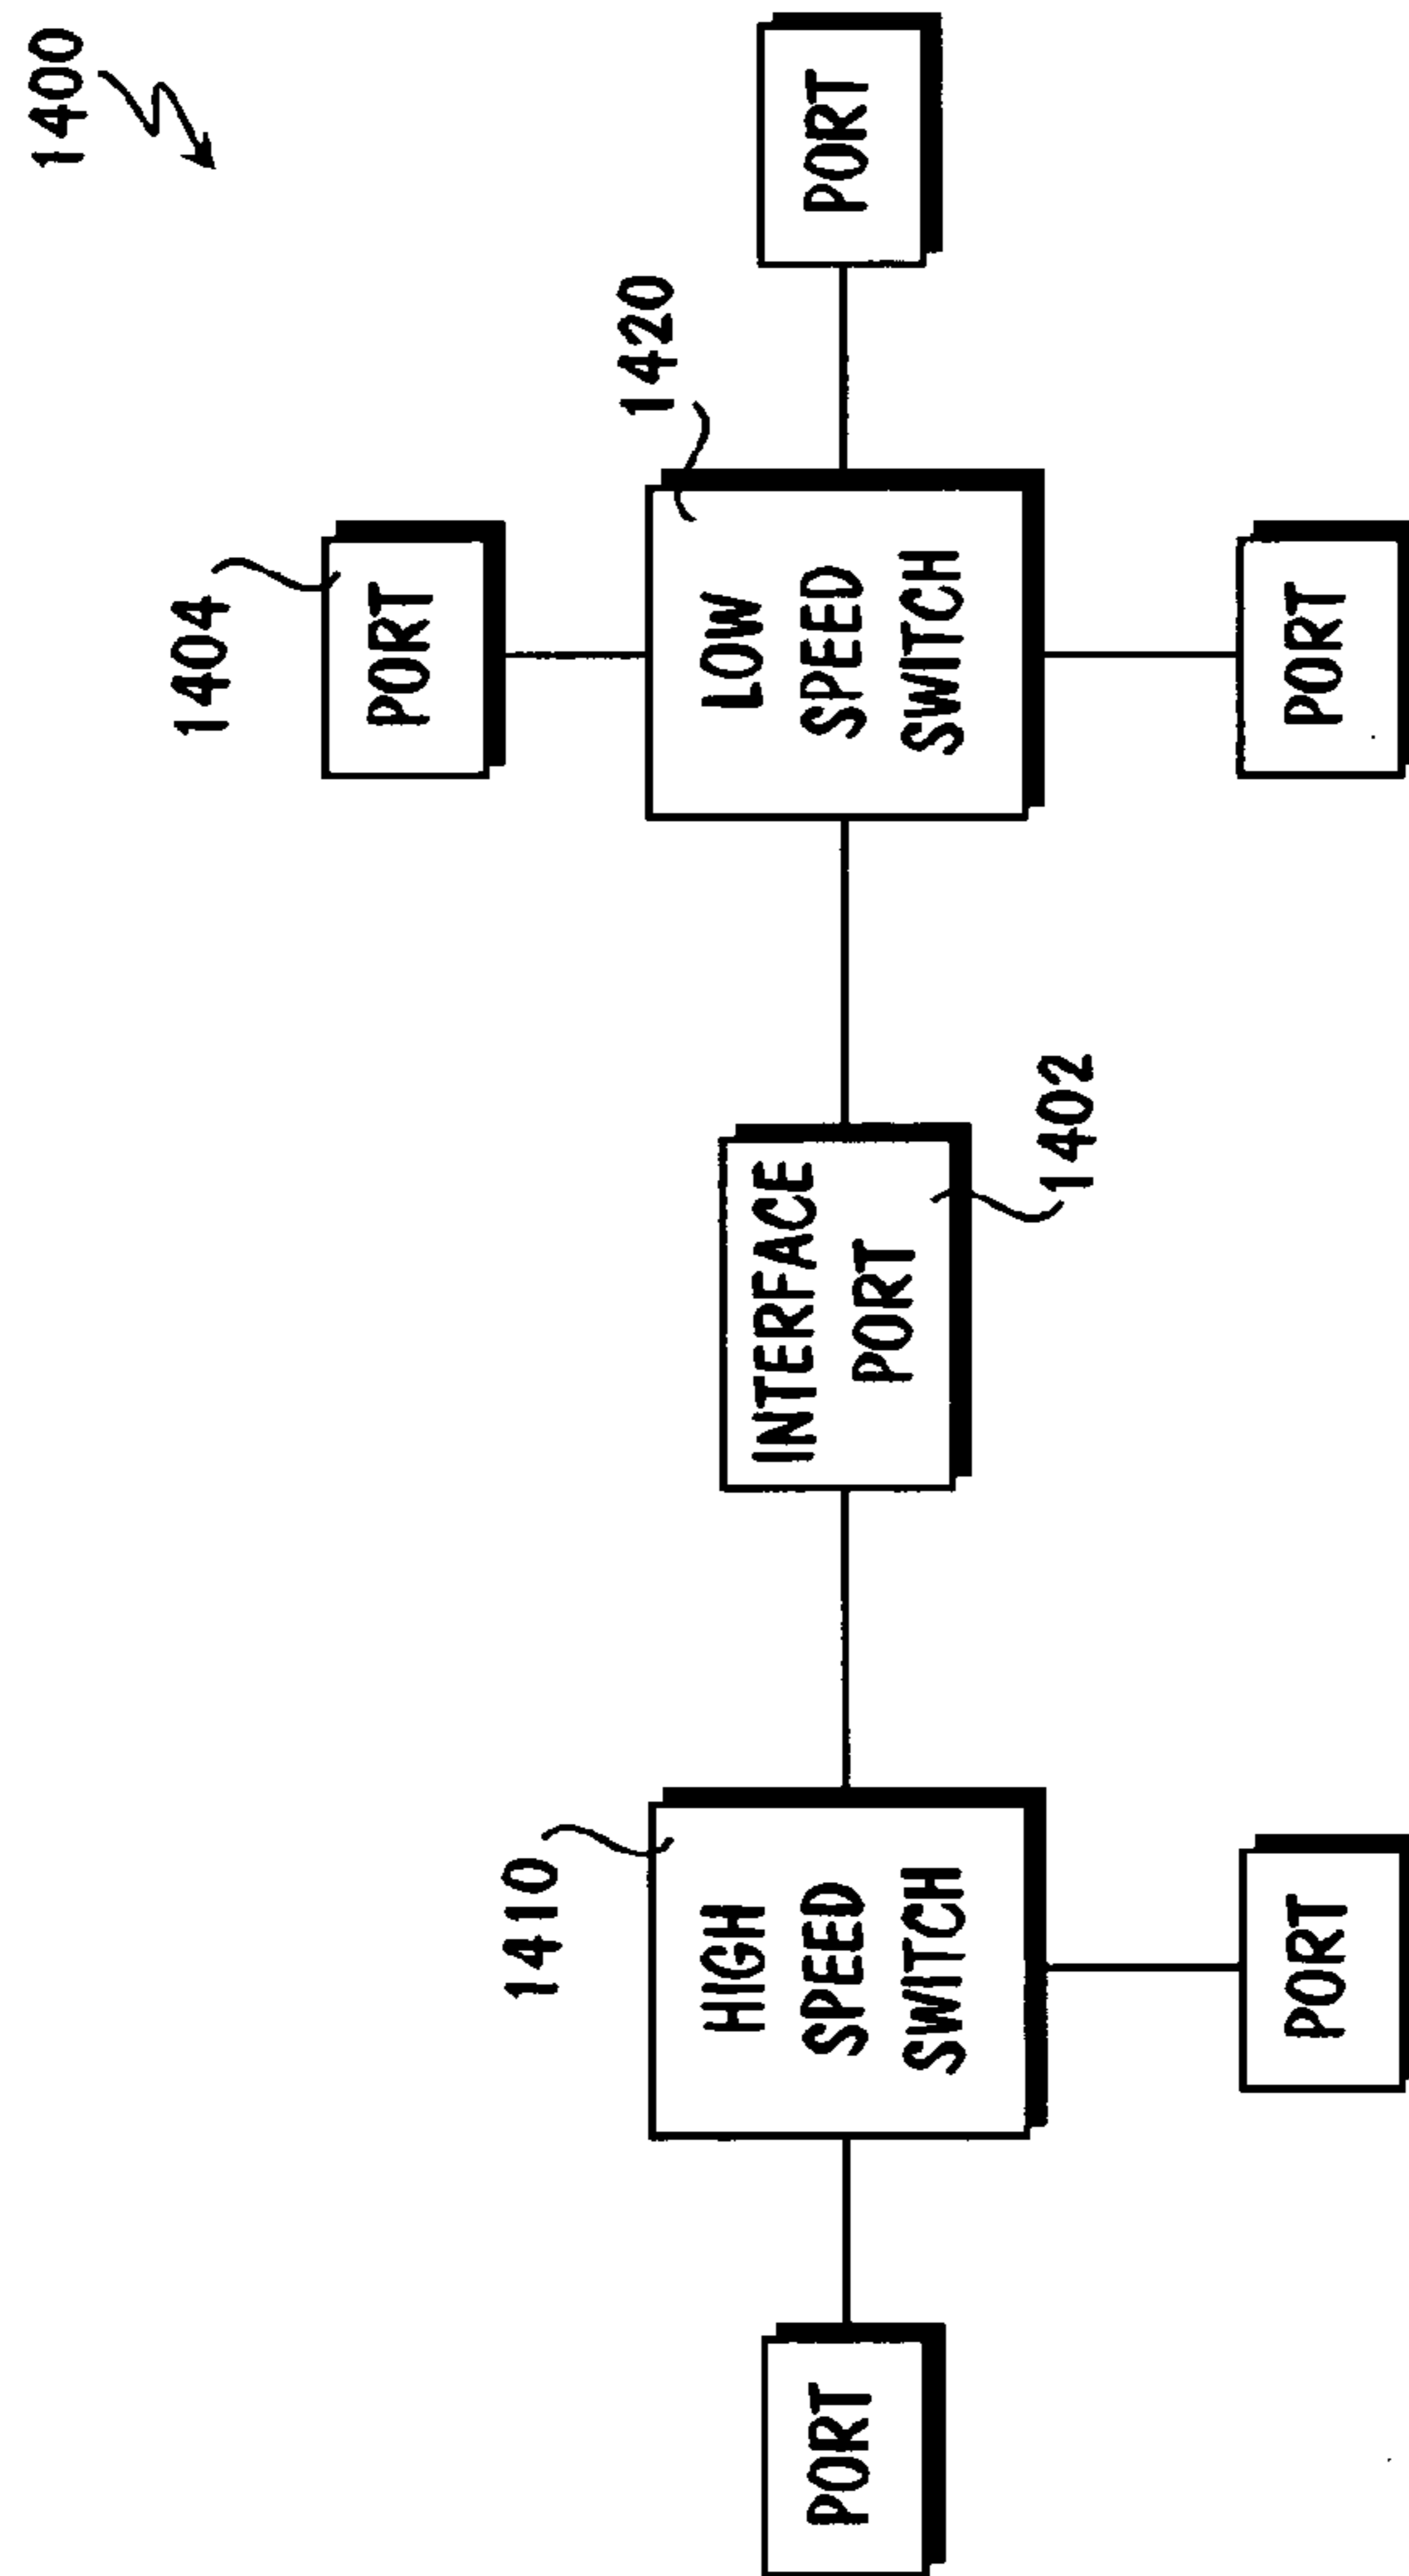 1400
1404
PORT
1420
LOW
SPEED
SWITCH
PORT
PORT
INTERFACE
PORT
1402
1410
HIGH
SPEED
SWITCH
PORT
PORT